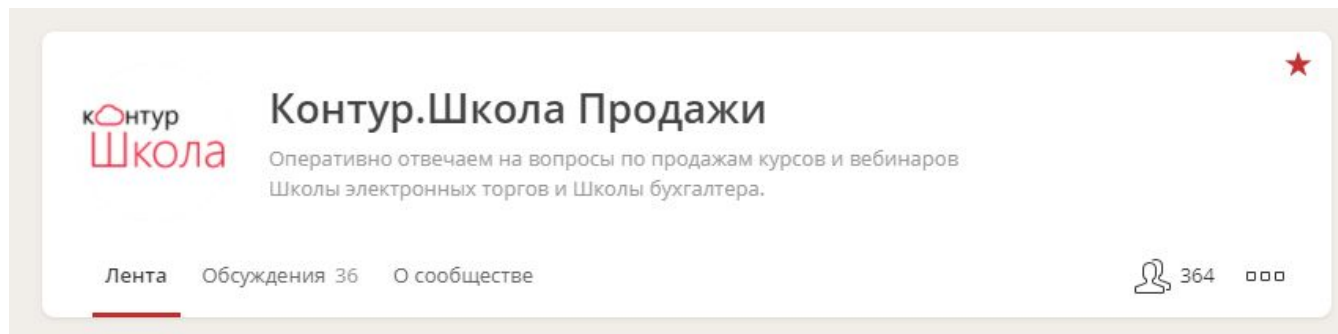 контур
Школа
Контур.Школа Продажи
Оперативно отвечаем на вопросы по продажам курсов и вебинаров
Школы электронных торгов и Школы бухгалтера.
Лента Обсуждения 36 О сообществе 364